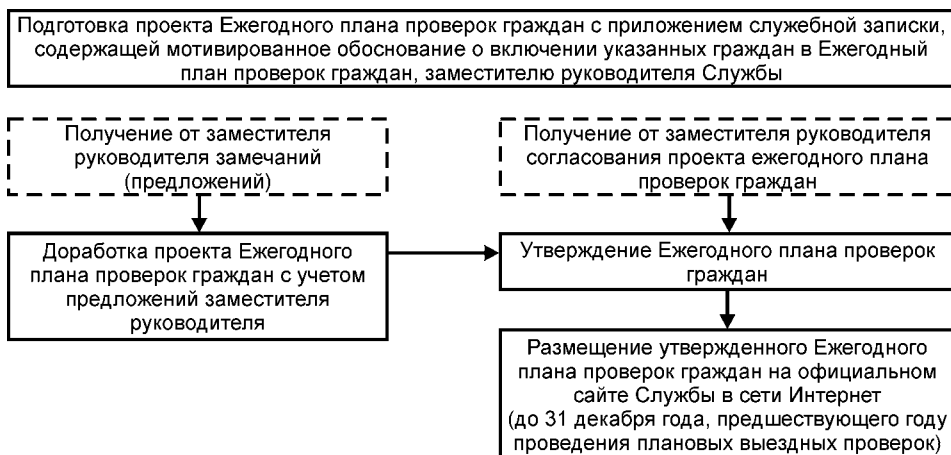 Подготовка проекта Ежегодного плана проверок граждан с приложением служебной записки,
содержащей мотивированное обоснование о включении указанных граждан в Ежегодный
план проверок граждан, заместителю руководителя Службы
Получение от заместителя
руководителя замечаний
(предложений)
Получение от заместителя руководителя
согласования проекта ежегодного плана
проверок граждан
Доработка проекта Ежегодного
плана проверок граждан с учетом
предложений заместителя
руководителя
Утверждение Ежегодного плана проверок
граждан
Размещение утвержденного Ежегодного
плана проверок граждан на официальном
сайте Службы в сети Интернет
(до 31 декабря года, предшествующего году
проведения плановых выездных проверок)